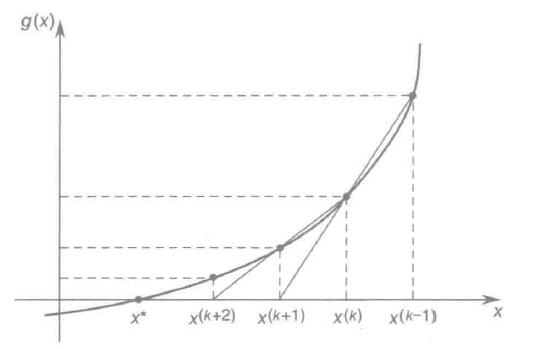 g(x)
x* x(k+2) x(k+1) x(k) x(k-1) x